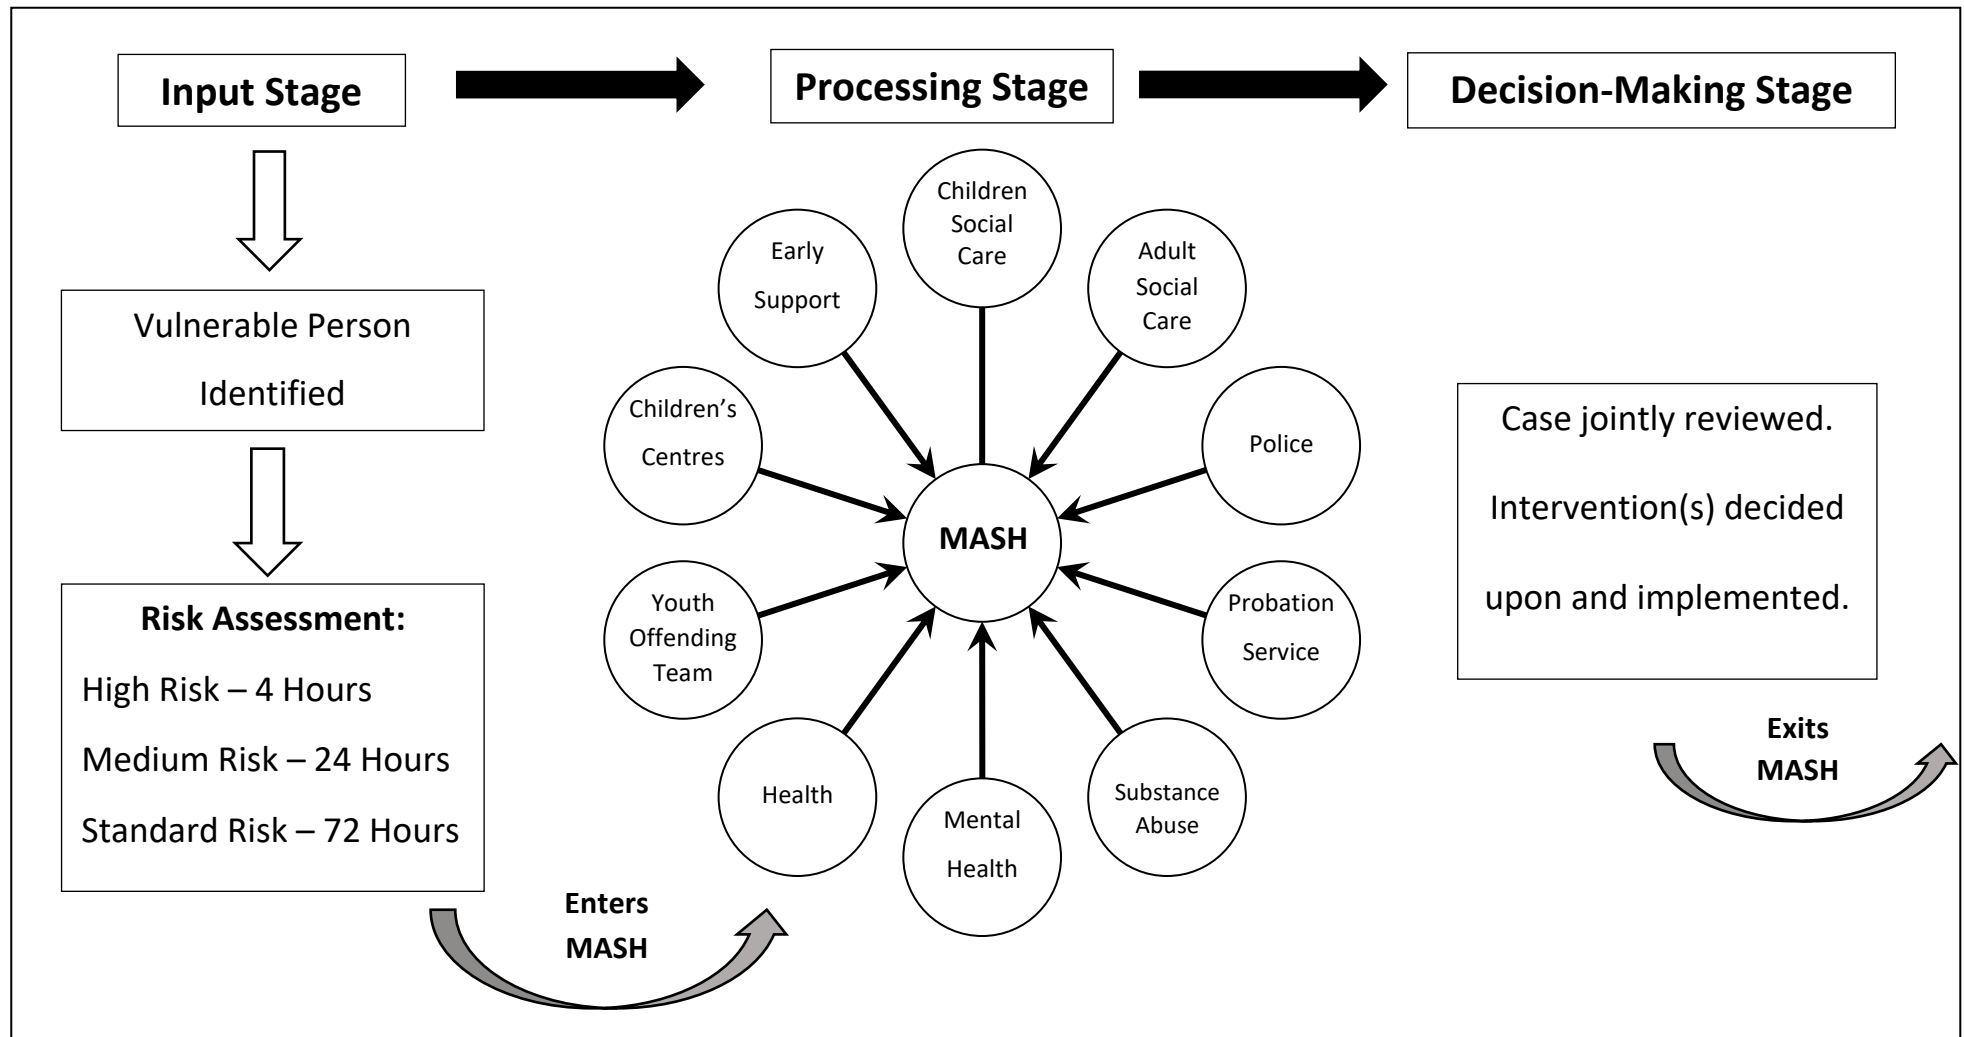 Input Stage
Processing Stage
Decision-Making Stage
Vulnerable Person
Identified
Risk Assessment:
High Risk – 4 Hours
Medium Risk – 24 Hours
Standard Risk – 72 Hours
Enters
MASH
Children
Social
Care
Adult
Social
Care
Police
Probation
Service
Substance
Abuse
Mental
Health
Health
Youth
Offending
Team
Children’s
Centres
Early
Support
MASH
Case jointly reviewed.
Intervention(s) decided
upon and implemented.
Exits
MASH